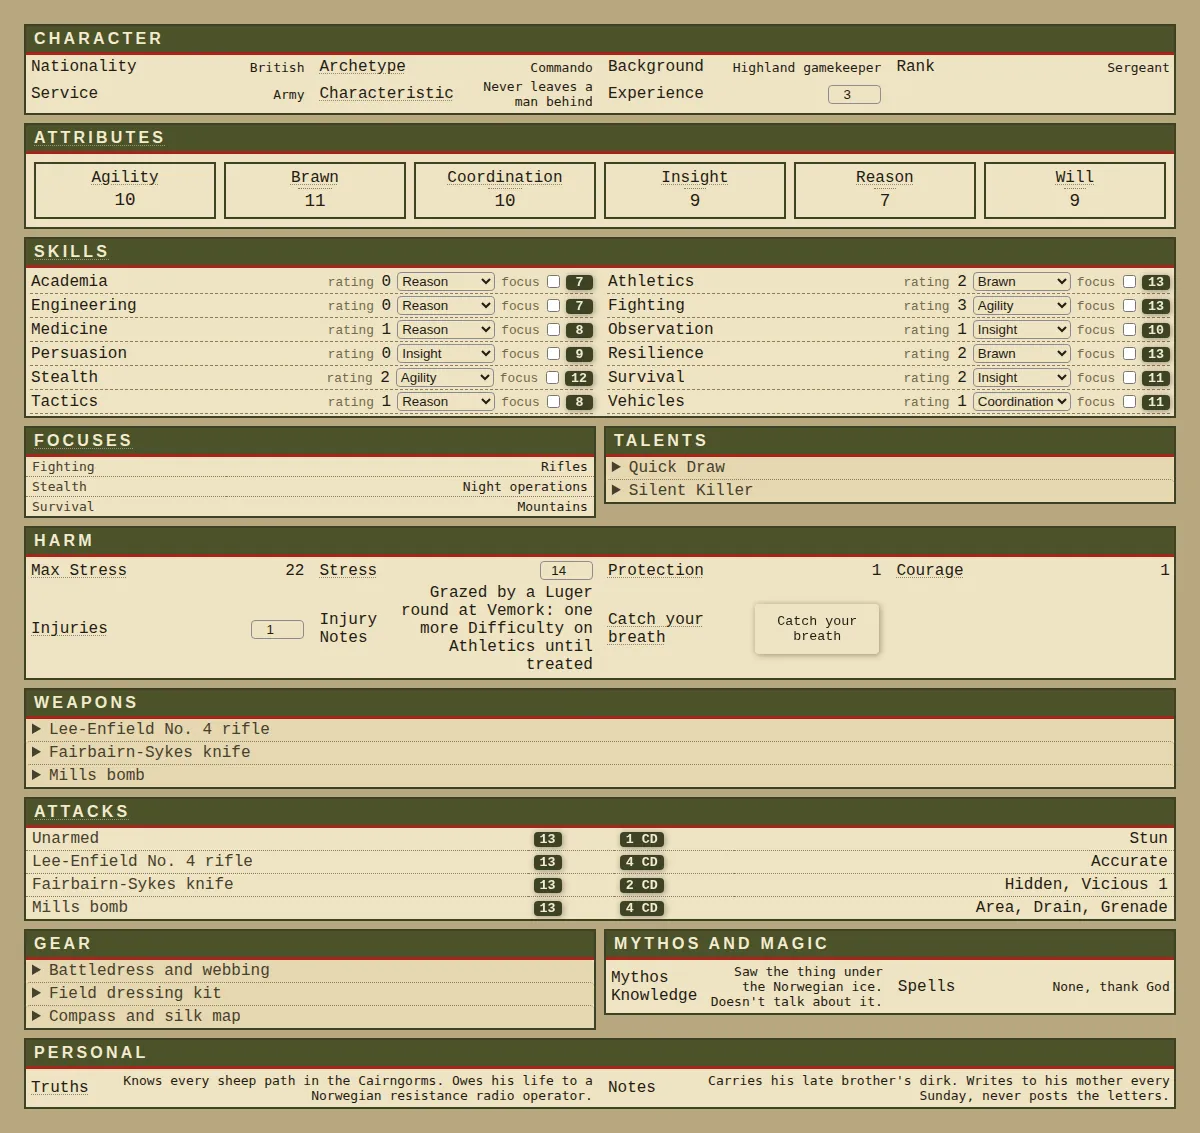 CHARACTER
Nationality British Archetype Commando Background Highland gamekeeper Rank Sergeant
Service Army Characteristic Never leaves a man behind Experience 3
ATTRIBUTES
Agility Brawn Coordination Insight Reason Will
10 11 10 9 7 9
SKILLS
Academia rating 0 Reason focus 7 Athletics rating 2 Brawn focus 13
Engineering rating 0 Reason focus 7 Fighting rating 3 Agility focus 13
Medicine rating 1 Reason focus 8 Observation rating 1 Insight focus 10
Persuasion rating 0 Insight focus 9 Resilience rating 2 Brawn focus 13
Stealth rating 2 Agility focus 12 Survival rating 2 Insight focus 11
Tactics rating 1 Reason focus 8 Vehicles rating 1 Coordination focus 11
FOCUSES
Fighting Rifles
Stealth Night operations
Survival Mountains
TALENTS
Quick Draw
Silent Killer
HARM
Max Stress 22 Stress 14 Protection 1 Courage 1
Injuries 1
Injury
Notes
Grazed by a Luger
round at Vemork: one
more Difficulty on
Athletics until
treated
Catch your
breath
Catch your
breath
WEAPONS
Lee-Enfield No. 4 rifle
Fairbairn-Sykes knife
Mills bomb
ATTACKS
Unarmed 13 1 CD Stun
Lee-Enfield No. 4 rifle 13 4 CD Accurate
Fairbairn-Sykes knife 13 2 CD Hidden, Vicious 1
Mills bomb 13 4 CD Area, Drain, Grenade
GEAR
Battledress and webbing
Field dressing kit
Compass and silk map
MYTHOS AND MAGIC
Mythos
Knowledge
Saw the thing under
the Norwegian ice.
Doesn't talk about it.
Spells None, thank God
PERSONAL
Truths
Knows every sheep path in the Cairngorms. Owes his life to a
Norwegian resistance radio operator.
Notes
Carries his late brother's dirk. Writes to his mother every
Sunday, never posts the letters.